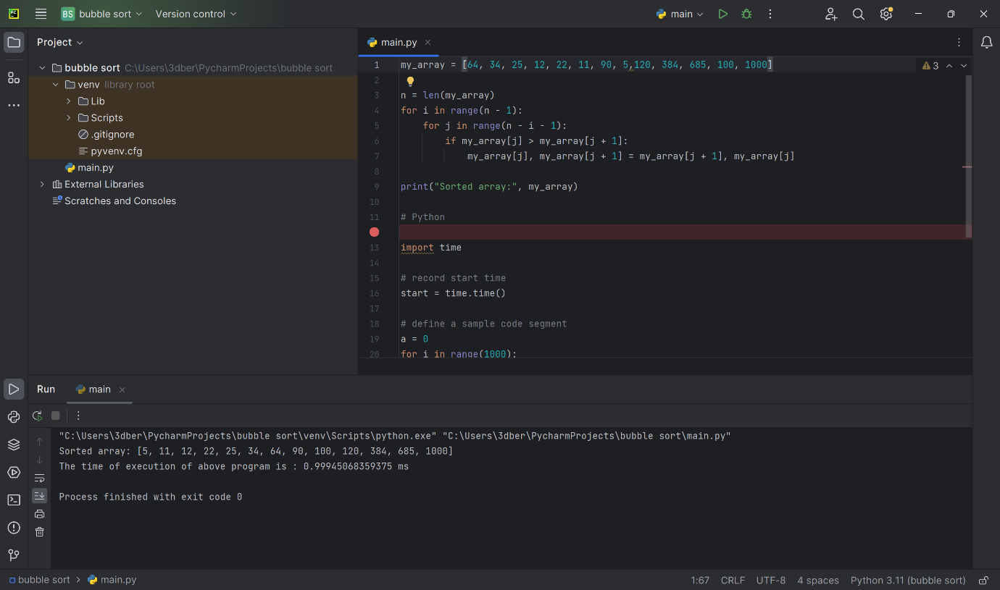 PC BS bubble sort Version control main
Project
bubble sort C:\Users\3dber\PycharmProjects\bubble sort
venv library root
Lib
Scripts
.gitignore
pyvenv.cfg
main.py
External Libraries
Scratches and Consoles
main.py
1 my_array = [64, 34, 25, 12, 22, 11, 90, 5,120, 384, 685, 100, 1000]
3
2
3 n = len(my_array)
4 for i in range(n - 1):
5     for j in range(n - i - 1):
6         if my_array[j] > my_array[j + 1]:
7             my_array[j], my_array[j + 1] = my_array[j + 1], my_array[j]
8
9 print("Sorted array:", my_array)
10
11 # Python
13 import time
14
15 # record start time
16 start = time.time()
17
18 # define a sample code segment
19 a = 0
20 for i in range(1000):
Run main
"C:\Users\3dber\PycharmProjects\bubble sort\venv\Scripts\python.exe" "C:\Users\3dber\PycharmProjects\bubble sort\main.py"
Sorted array: [5, 11, 12, 22, 25, 34, 64, 90, 100, 120, 384, 685, 1000]
The time of execution of above program is : 0.99945068359375 ms
Process finished with exit code 0
bubble sort > main.py 1:67 CRLF UTF-8 4 spaces Python 3.11 (bubble sort)